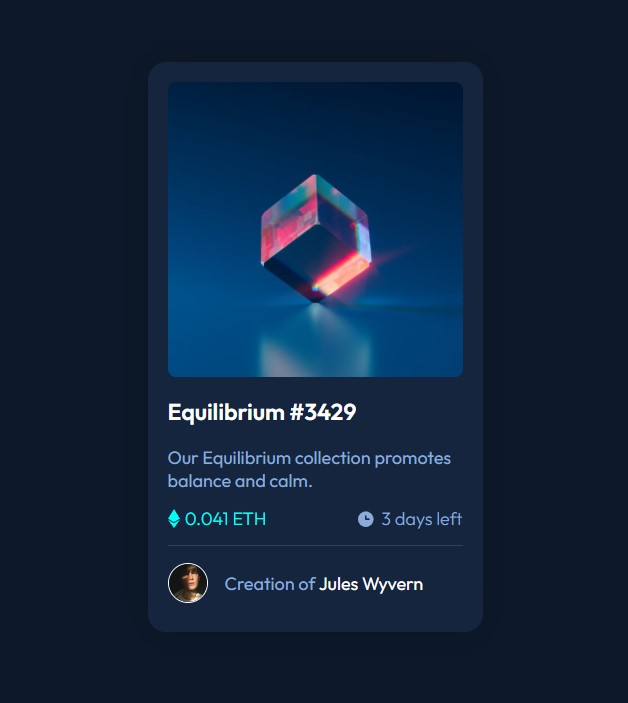 Equilibrium #3429
Our Equilibrium collection promotes
balance and calm.
0.041 ETH
3 days left
Creation of Jules Wyvern